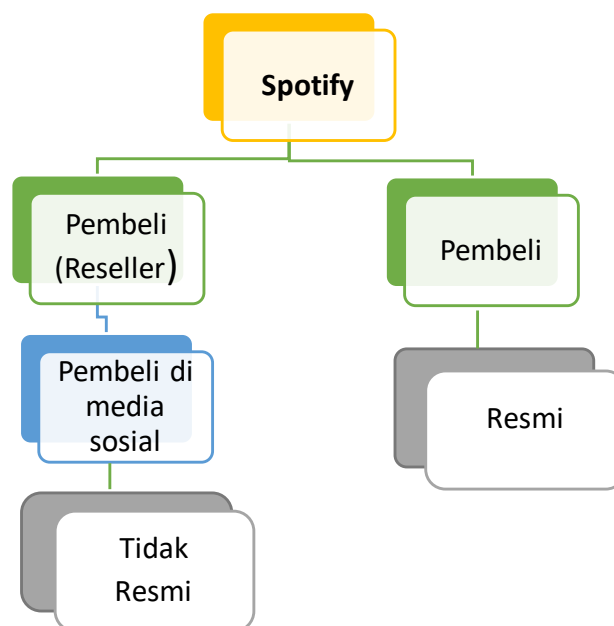 Spotify
Pembeli
(Reseller)
Pembeli
Pembeli di
media
sosial
Resmi
Tidak
Resmi